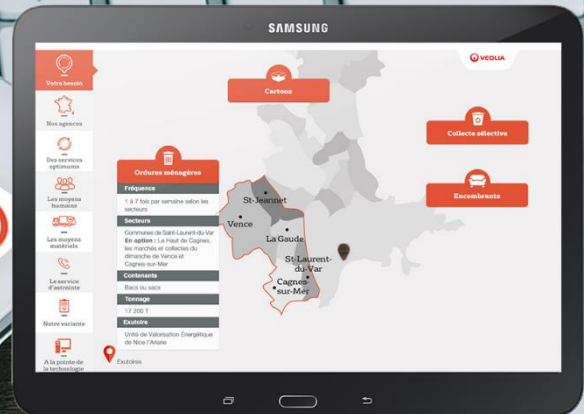 SAMSUNG
VEOLIA
Votre besoin
Nos agences
Des services
optimums
Les moyens
humains
Les moyens
matériels
Le service
d'astreinte
Notre variante
A la pointe de
la technologie
Cartons
Collecte sélective
Encombrants
Ordures ménagères
Fréquence
1 à 7 fois par semaine selon les
secteurs
Secteurs
Communes de Saint-Laurent-du-Var
En option : Le Haut de Cagnes,
les marchés et collectes du
dimanche de Vence et
Cagnes-sur-Mer
Contenants
Bacs ou sacs
Tonnage
17 200 T
Exutoire
Unité de Valorisation Énergétique
de Nice l'Ariane
Exutoires
St-Jeannet
Vence
La Gaude
St-Laurent-
du-Var
Cagnes-
sur-Mer